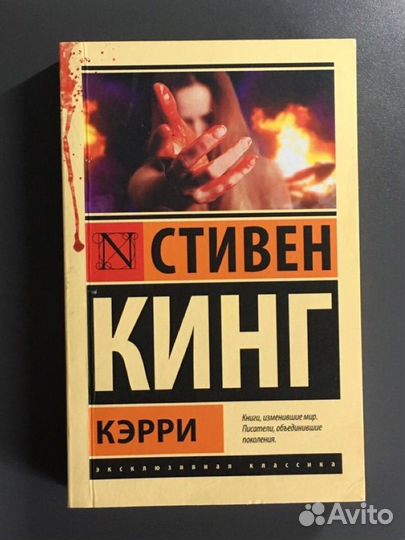 N СТИВЕН
КИНГ
КЭРРИ
Книги, изменившие мир.
Писатели, объединившие
поколения.
эксклюзивная классика
Avito